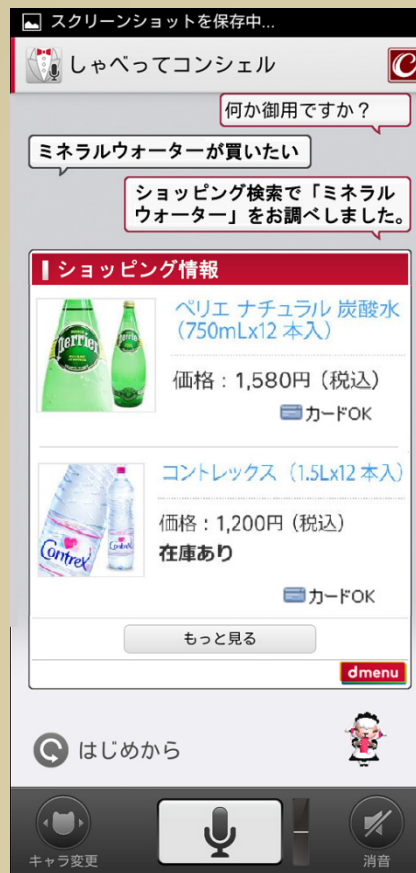 スクリーンショットを保存中...
しゃべってコンシェル
何か御用ですか？
ミネラルウォーターが買いたい
ショッピング検索で「ミネラル
ウォーター」をお調べしました。
ショッピング情報
ペリエ ナチュラル 炭酸水
（750mLx12 本入）
Perrier
Perrier
価格：1,580円（税込）
カードOK
コントレックス（1.5Lx12 本入）
Contrex
価格：1,200円（税込）
在庫あり
カードOK
もっと見る
dmenu
はじめから
キャラ変更
消音